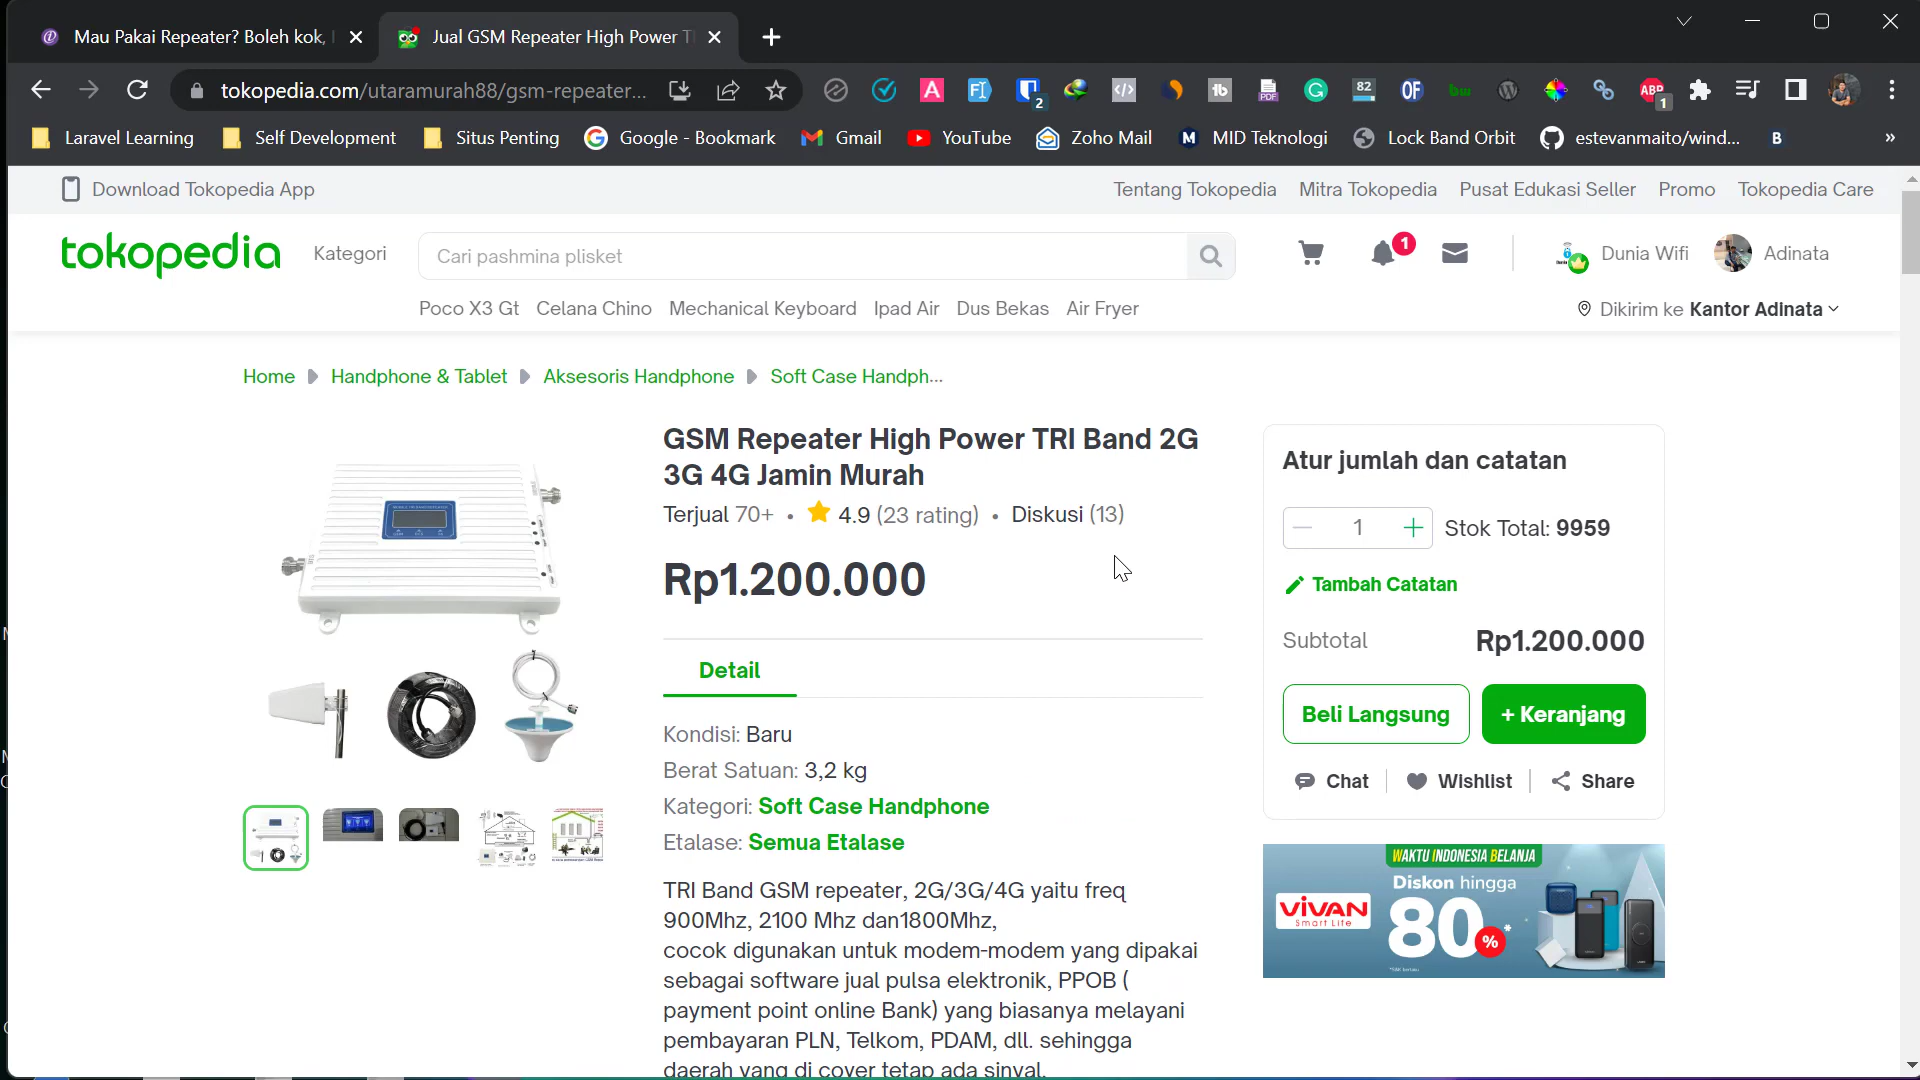 Mau Pakai Repeater? Boleh kok,
Jual GSM Repeater High Power T
tokopedia.com/utaramurah88/gsm-repeater...
2
PDF
82
OF
bw
ABP
1
Laravel Learning
Self Development
Situs Penting
Google - Bookmark
Gmail
YouTube
Zoho Mail
M
MID Teknologi
Lock Band Orbit
estevanmaito/wind...
B
»
Download Tokopedia App
Tentang Tokopedia
Mitra Tokopedia
Pusat Edukasi Seller
Promo
Tokopedia Care
tokopedia
Kategori
Cari pashmina plisket
1
Dunia Wifi
Adinata
Poco X3 Gt
Celana Chino
Mechanical Keyboard
Ipad Air
Dus Bekas
Air Fryer
Dikirim ke Kantor Adinata
Home
Handphone & Tablet
Aksesoris Handphone
Soft Case Handph...
GSM Repeater High Power TRI Band 2G
3G 4G Jamin Murah
Terjual 70+ • 4.9 (23 rating) • Diskusi (13)
Rp1.200.000
Detail
Kondisi: Baru
Berat Satuan: 3,2 kg
Kategori: Soft Case Handphone
Etalase: Semua Etalase
TRI Band GSM repeater, 2G/3G/4G yaitu freq
900Mhz, 2100 Mhz dan1800Mhz,
cocok digunakan untuk modem-modem yang dipakai
sebagai software jual pulsa elektronik, PPOB (
payment point online Bank) yang biasanya melayani
pembayaran PLN, Telkom, PDAM, dll. sehingga
daerah yang di cover tetap ada sinyal.
Atur jumlah dan catatan
1
Stok Total: 9959
Tambah Catatan
Subtotal
Rp1.200.000
Beli Langsung
+ Keranjang
Chat
Wishlist
Share
WAKTU INDONESIA BELANJA
Diskon hingga
VIVAN
Smart Life
80%*